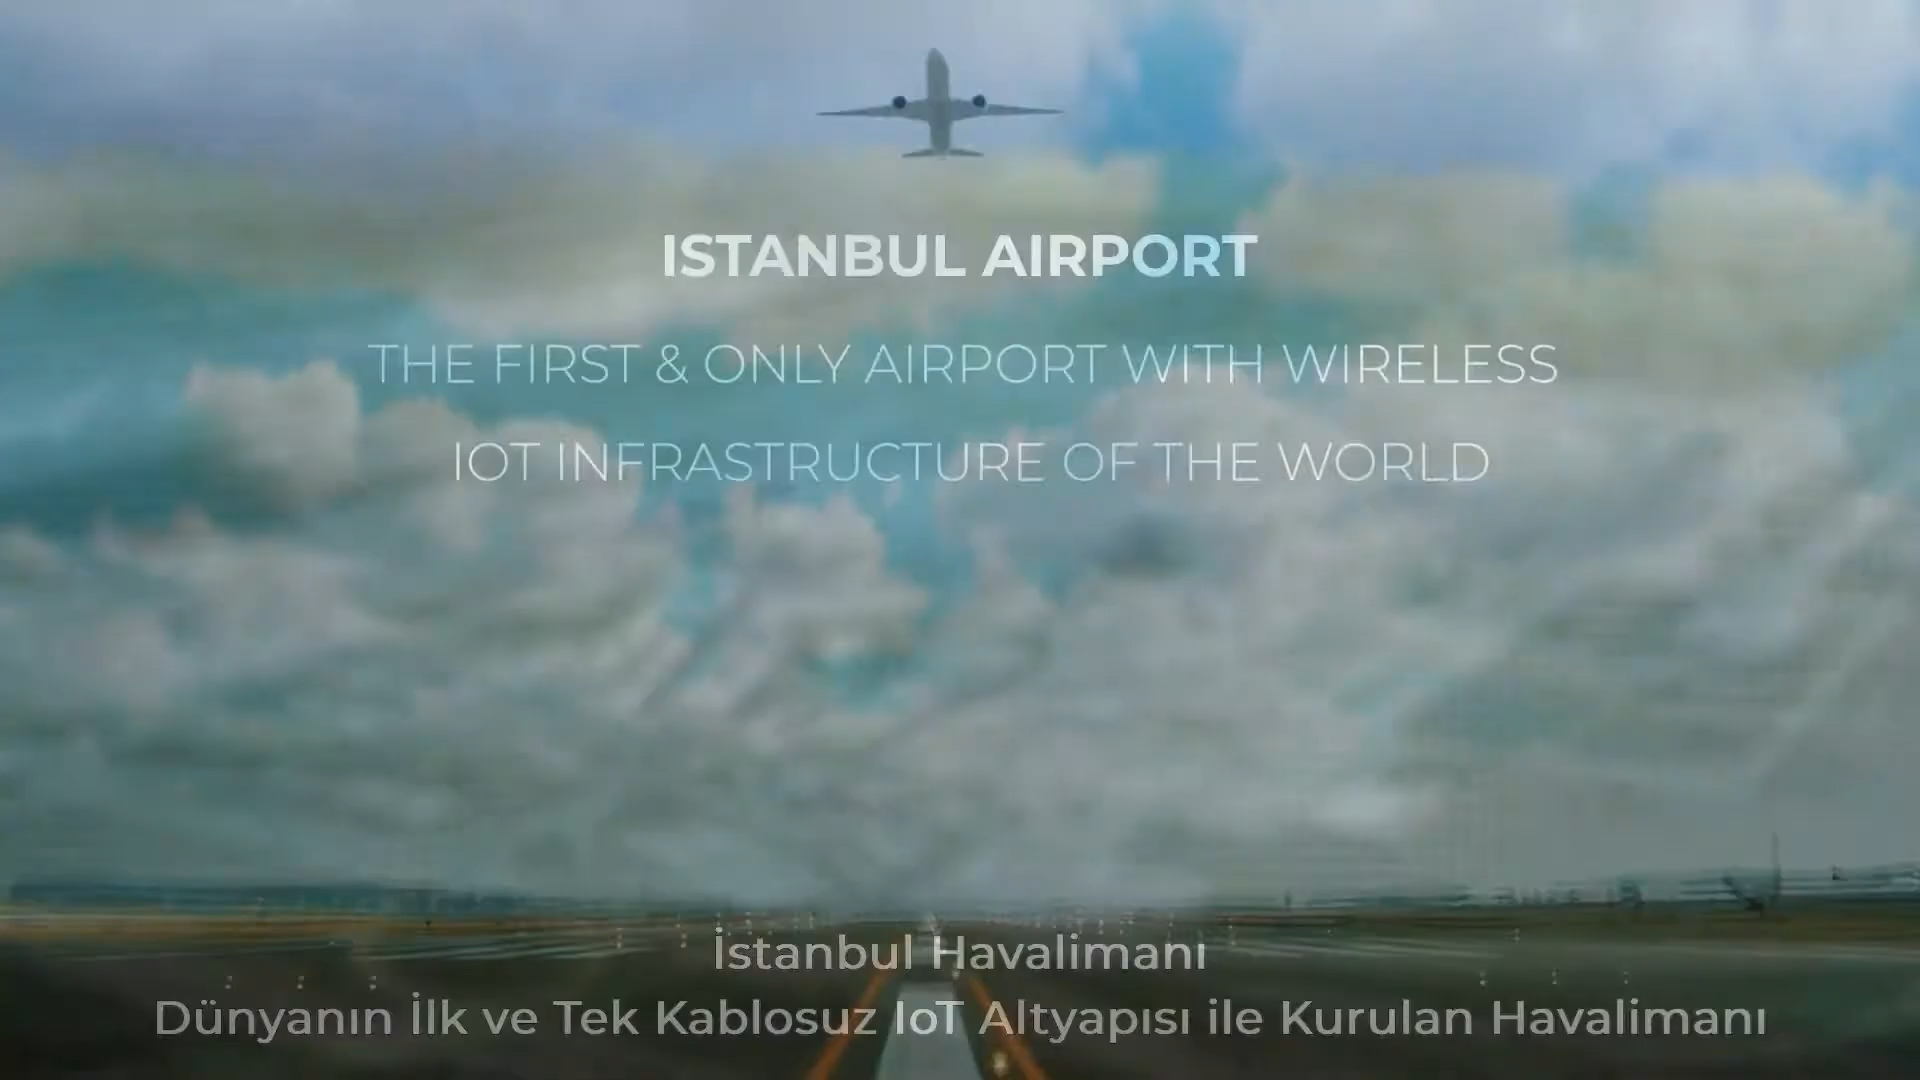 ISTANBUL AIRPORT
THE FIRST & ONLY AIRPORT WITH WIRELESS
IOT INFRASTRUCTURE OF THE WORLD
İstanbul Havalimanı
Dünyanın İlk ve Tek Kablosuz IoT Altyapısı ile Kurulan Havalimanı